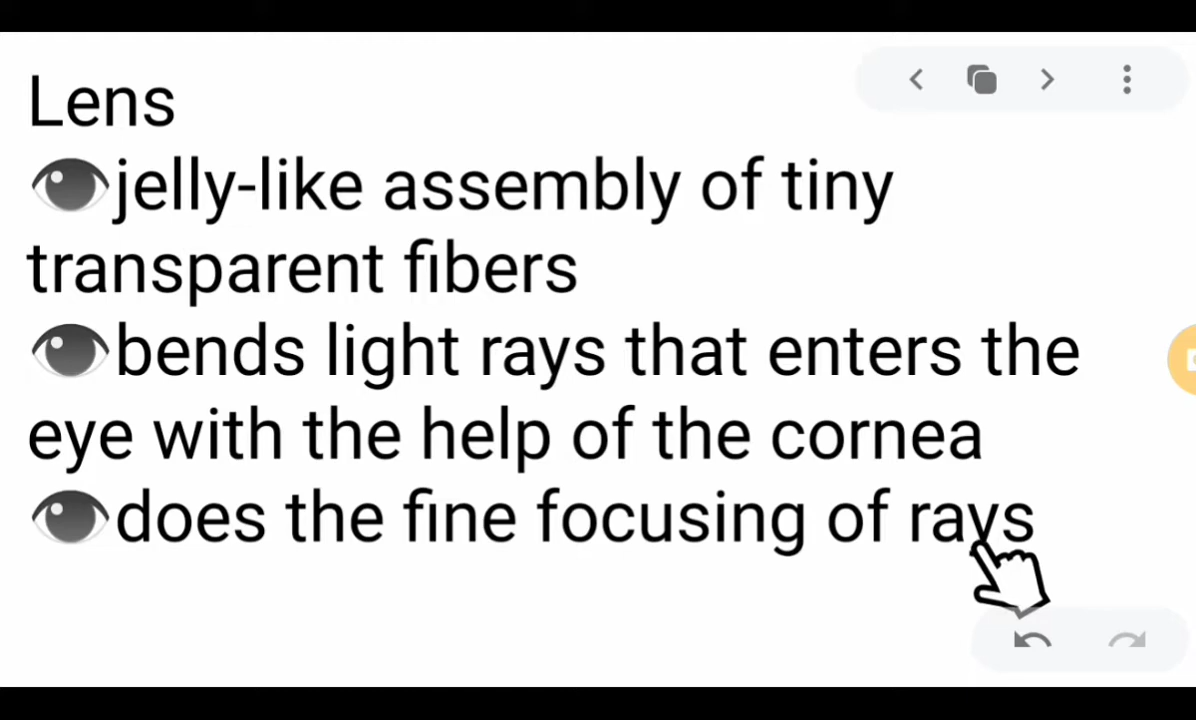 Lens
👁jelly-like assembly of tiny
transparent fibers
👁bends light rays that enters the
eye with the help of the cornea
👁does the fine focusing of rays